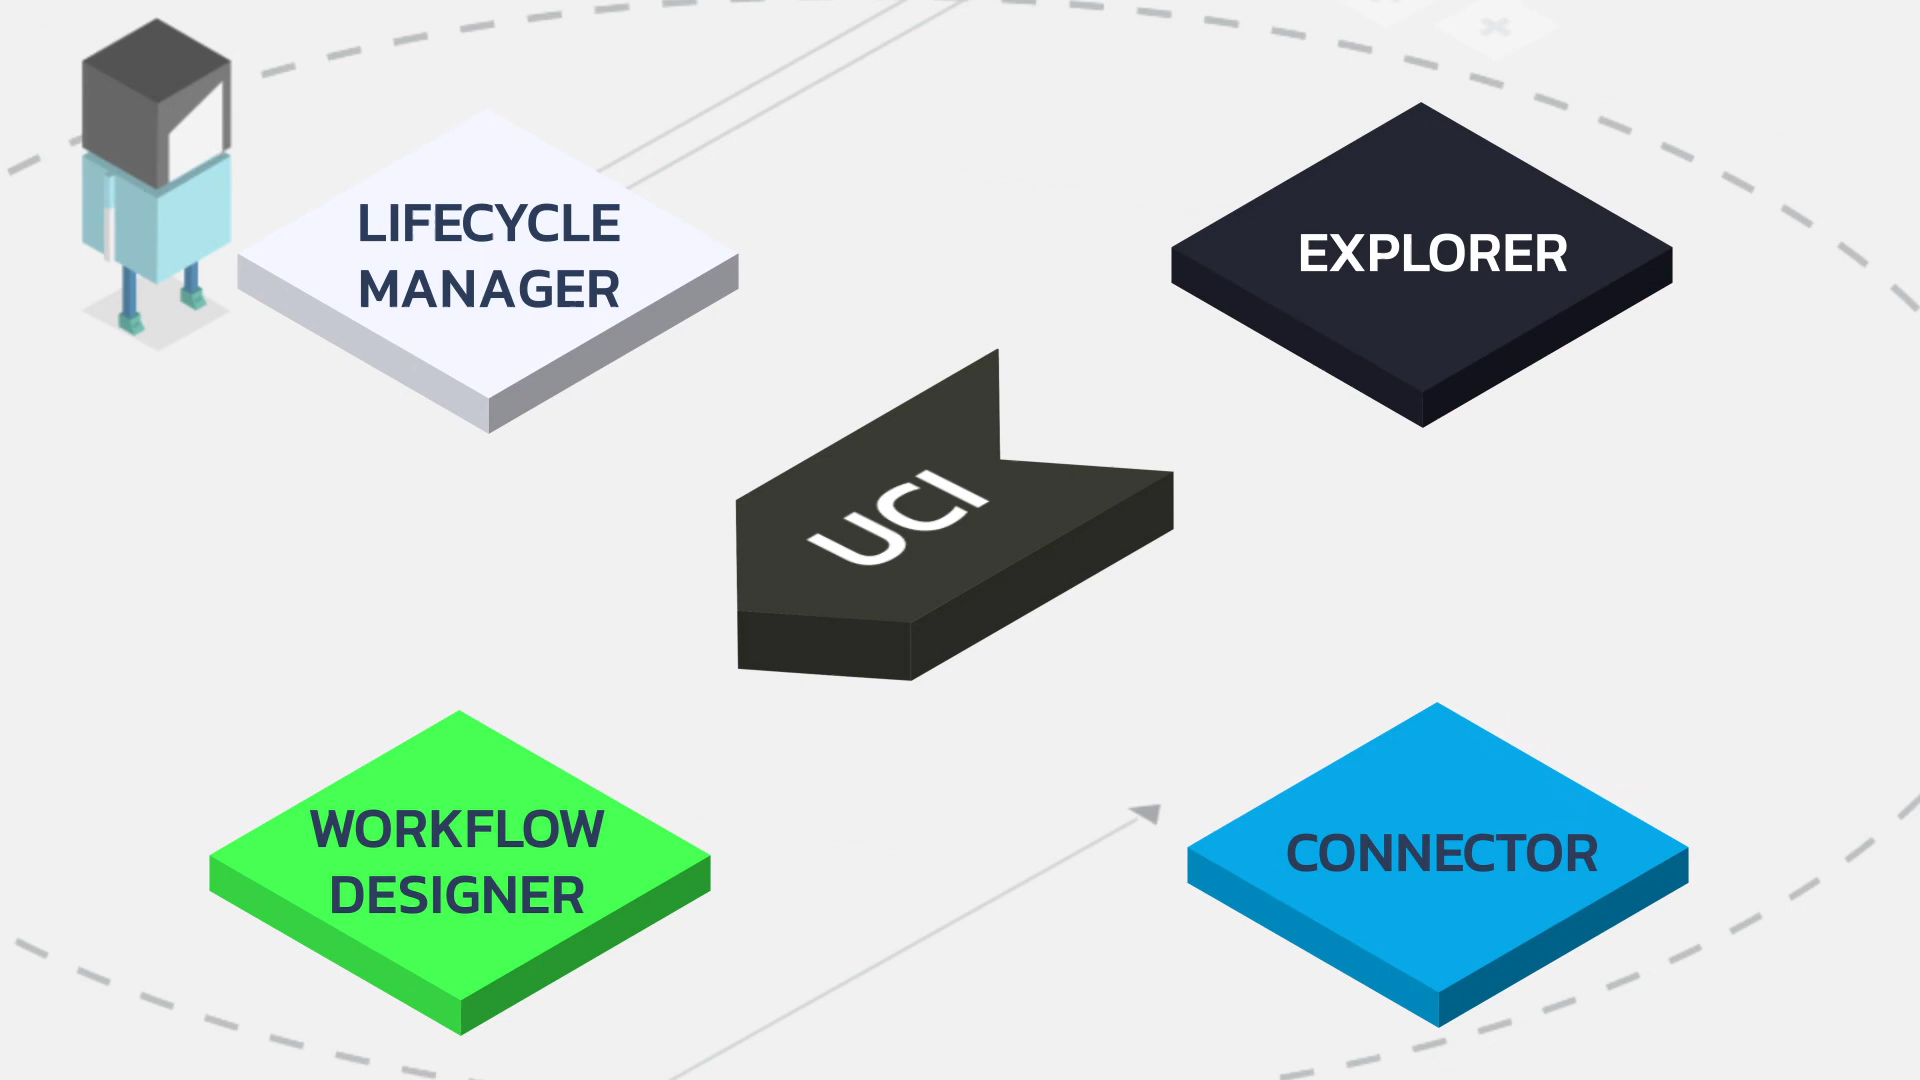 LIFECYCLE
MANAGER
EXPLORER
UCI
WORKFLOW
DESIGNER
CONNECTOR